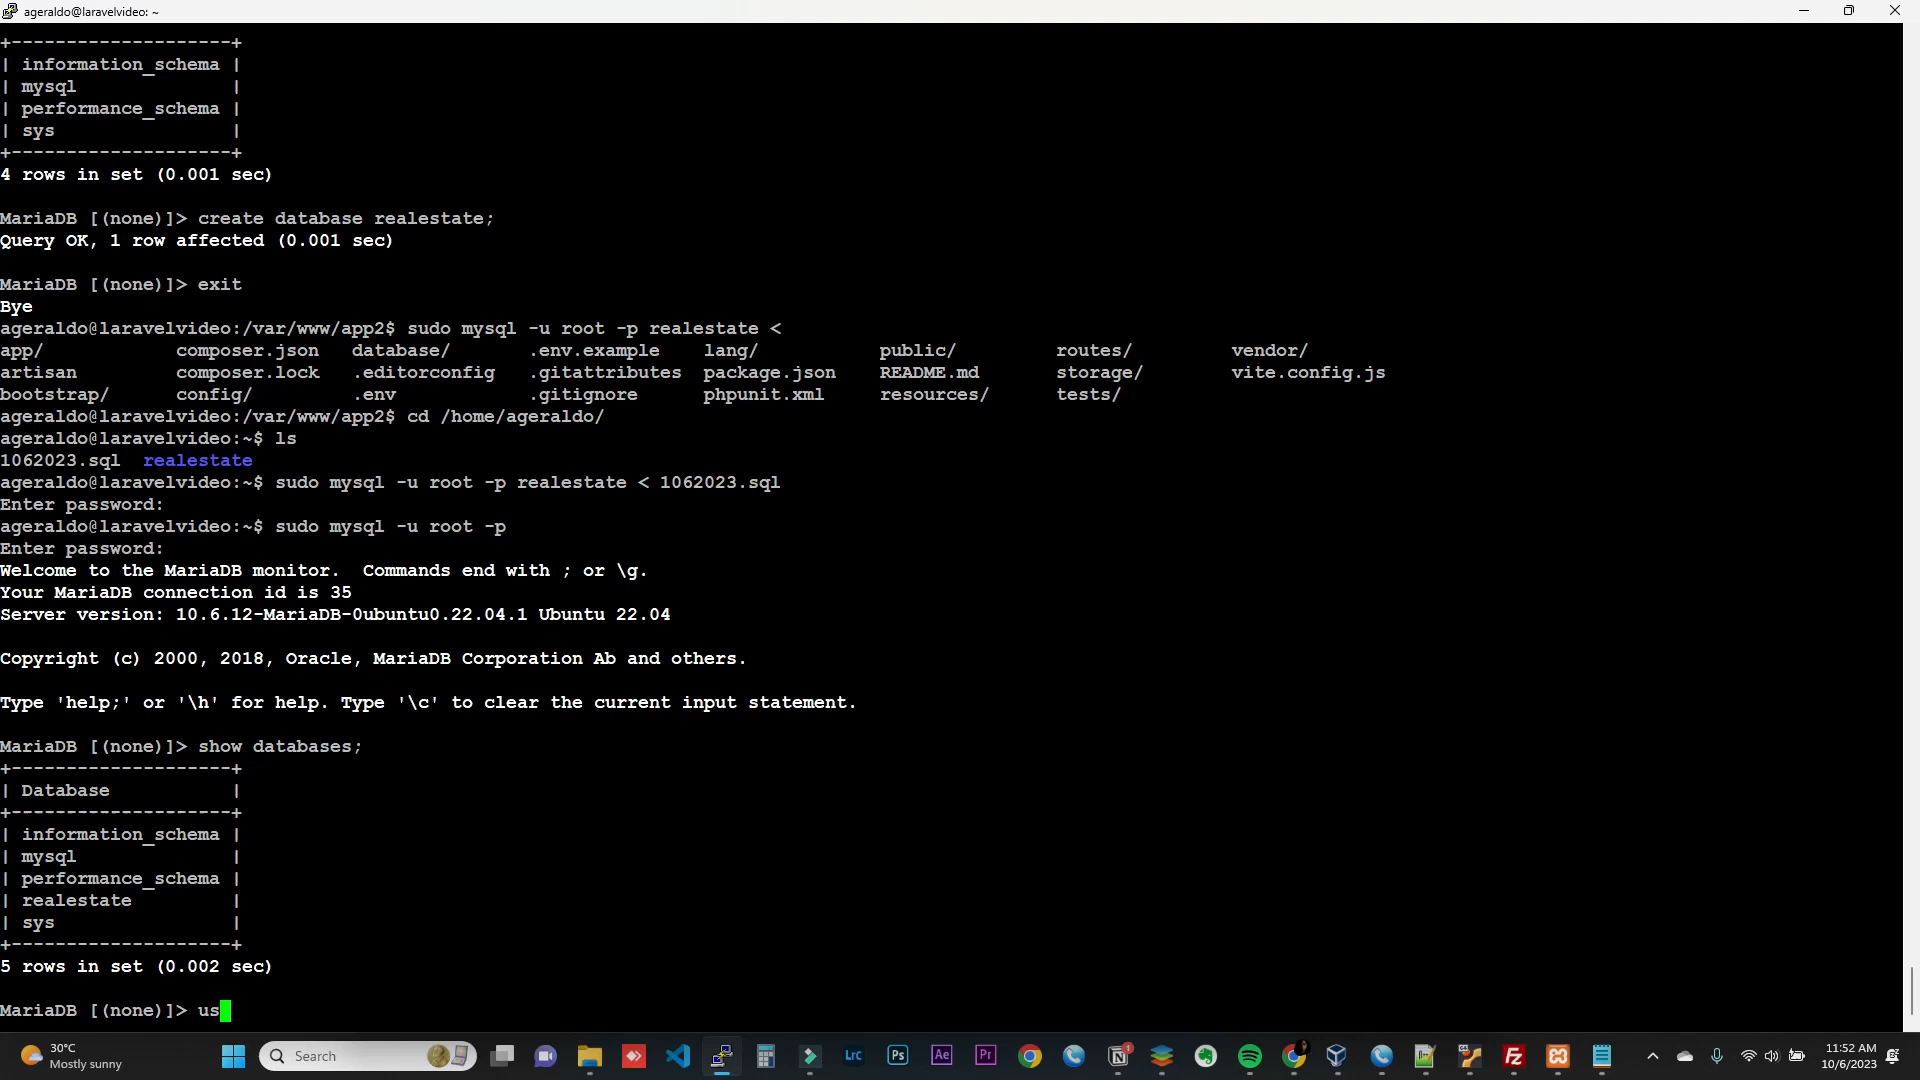 ageraldo@laravelvideo: ~
+--------------------+
| information_schema |
| mysql              |
| performance_schema |
| sys                |
+--------------------+
4 rows in set (0.001 sec)
MariaDB [(none)]> create database realestate;
Query OK, 1 row affected (0.001 sec)
MariaDB [(none)]> exit
Bye
ageraldo@laravelvideo:/var/www/app2$ sudo mysql -u root -p realestate <
app/            composer.json   database/       .env.example    lang/           public/         routes/         vendor/
artisan         composer.lock   .editorconfig   .gitattributes  package.json    README.md       storage/        vite.config.js
bootstrap/      config/         .env            .gitignore      phpunit.xml     resources/      tests/
ageraldo@laravelvideo:/var/www/app2$ cd /home/ageraldo/
ageraldo@laravelvideo:~$ ls
1062023.sql  realestate
ageraldo@laravelvideo:~$ sudo mysql -u root -p realestate < 1062023.sql
Enter password:
ageraldo@laravelvideo:~$ sudo mysql -u root -p
Enter password:
Welcome to the MariaDB monitor.  Commands end with ; or \g.
Your MariaDB connection id is 35
Server version: 10.6.12-MariaDB-0ubuntu0.22.04.1 Ubuntu 22.04
Copyright (c) 2000, 2018, Oracle, MariaDB Corporation Ab and others.
Type 'help;' or '\h' for help. Type '\c' to clear the current input statement.
MariaDB [(none)]> show databases;
+--------------------+
| Database           |
+--------------------+
| information_schema |
| mysql              |
| performance_schema |
| realestate         |
| sys                |
+--------------------+
5 rows in set (0.002 sec)
MariaDB [(none)]> us
30°C
Mostly sunny
Search
Lrc
Ps
Ae
Pr
1
Fz
11:52 AM
10/6/2023